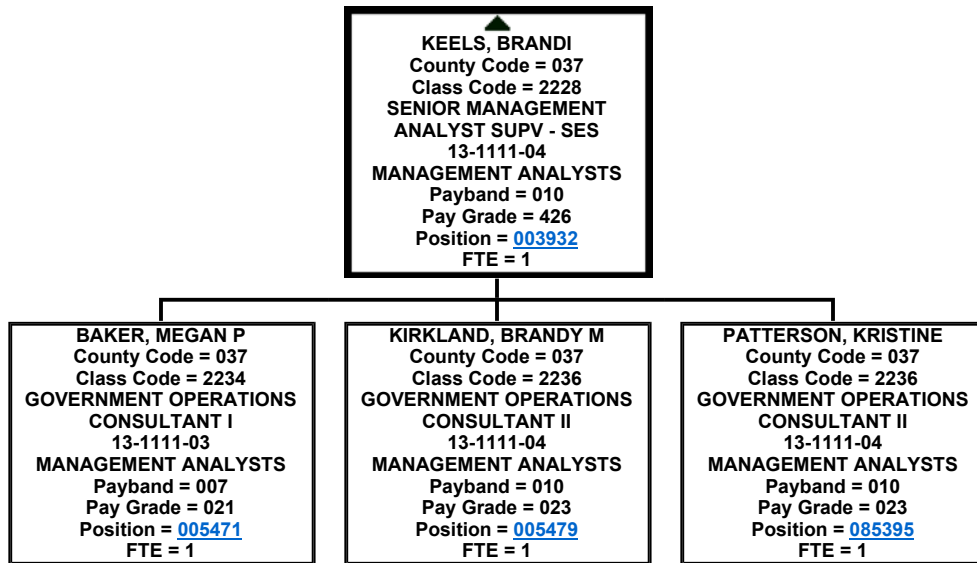 KEELS, BRANDI
County Code = 037
Class Code = 2228
SENIOR MANAGEMENT
ANALYST SUPV - SES
13-1111-04
MANAGEMENT ANALYSTS
Payband = 010
Pay Grade = 426
Position = 003932
FTE = 1
BAKER, MEGAN P
County Code = 037
Class Code = 2234
GOVERNMENT OPERATIONS
CONSULTANT I
13-1111-03
MANAGEMENT ANALYSTS
Payband = 007
Pay Grade = 021
Position = 005471
FTE = 1
KIRKLAND, BRANDY M
County Code = 037
Class Code = 2236
GOVERNMENT OPERATIONS
CONSULTANT II
13-1111-04
MANAGEMENT ANALYSTS
Payband = 010
Pay Grade = 023
Position = 005479
FTE = 1
PATTERSON, KRISTINE
County Code = 037
Class Code = 2236
GOVERNMENT OPERATIONS
CONSULTANT II
13-1111-04
MANAGEMENT ANALYSTS
Payband = 010
Pay Grade = 023
Position = 085395
FTE = 1